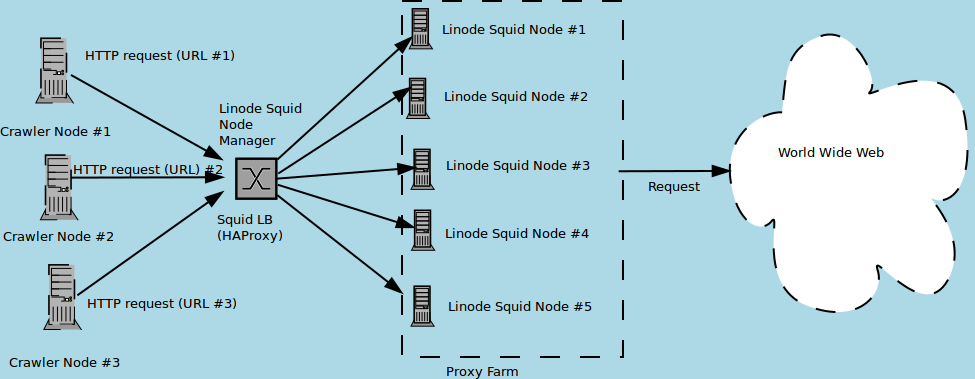 Linode Squid Node #1
HTTP request (URL #1)
Linode Squid Node #2
Linode Squid
Node
Manager
Crawler Node #1
World Wide Web
HTTP request (URL) #2
Linode Squid Node #3
Request
Squid LB
(HAProxy)
Crawler Node #2
Linode Squid Node #4
HTTP request (URL #3)
Linode Squid Node #5
Crawler Node #3
Proxy Farm